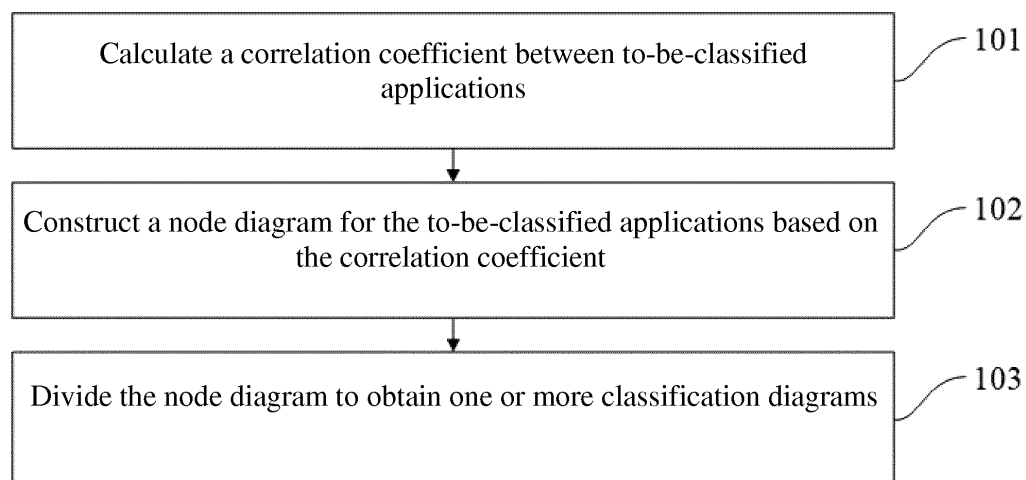 Calculate a correlation coefficient between to-be-classified
applications
101
Construct a node diagram for the to-be-classified applications based on
the correlation coefficient
102
Divide the node diagram to obtain one or more classification diagrams
103